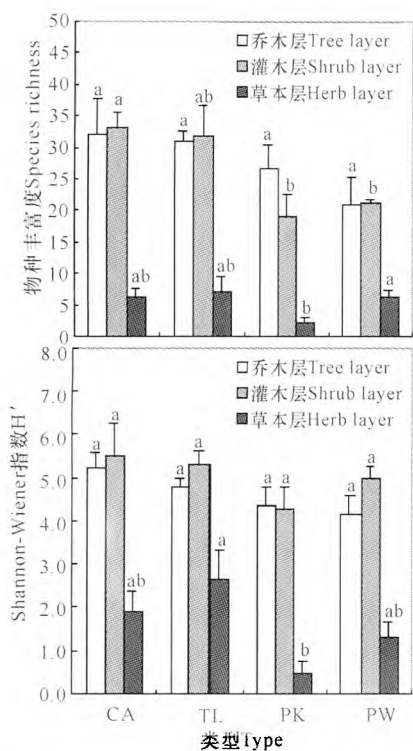 物种丰富度Species richness
50
45
40
35
30
25
20
15
10
5
0
乔木层Tree layer
灌木层Shrub layer
草本层Herb layer
a a ab
a ab ab
a b b
a b a
Shannon-Wiener指数H′
8.0
7.0
6.0
5.0
4.0
3.0
2.0
1.0
0.0
乔木层Tree layer
灌木层Shrub layer
草本层Herb layer
a a ab
a a a
a a b
a a ab
CA TL PK PW
类型Type